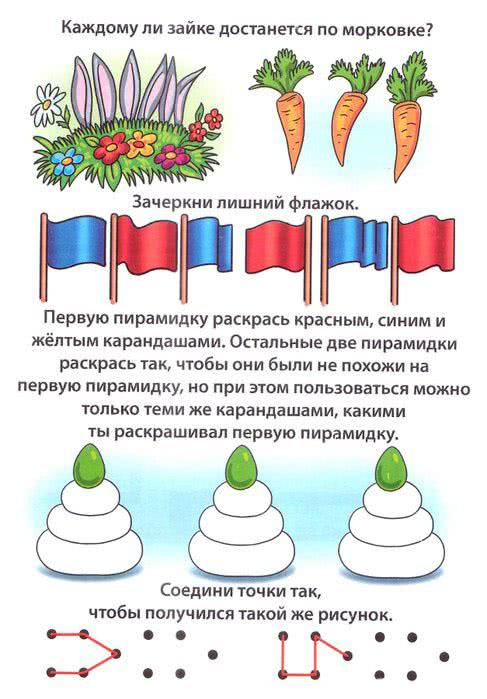 Каждому ли зайке достанется по морковке?
Зачеркни лишний флажок.
Первую пирамидку раскрась красным, синим и
жёлтым карандашами. Остальные две пирамидки
раскрась так, чтобы они были не похожи на
первую пирамидку, но при этом пользоваться можно
только теми же карандашами, какими
ты раскрашивал первую пирамидку.
Соедини точки так,
чтобы получился такой же рисунок.